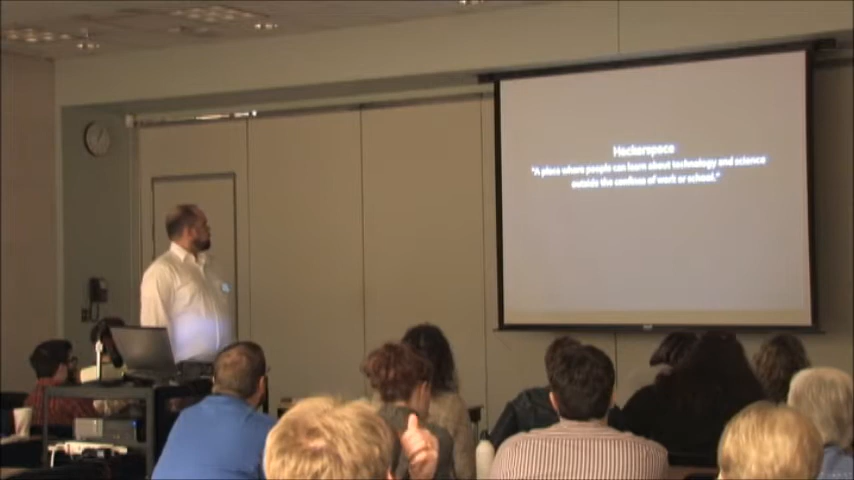 Hackerspace
"A place where people can learn about technology and science
outside the confines of work or school."